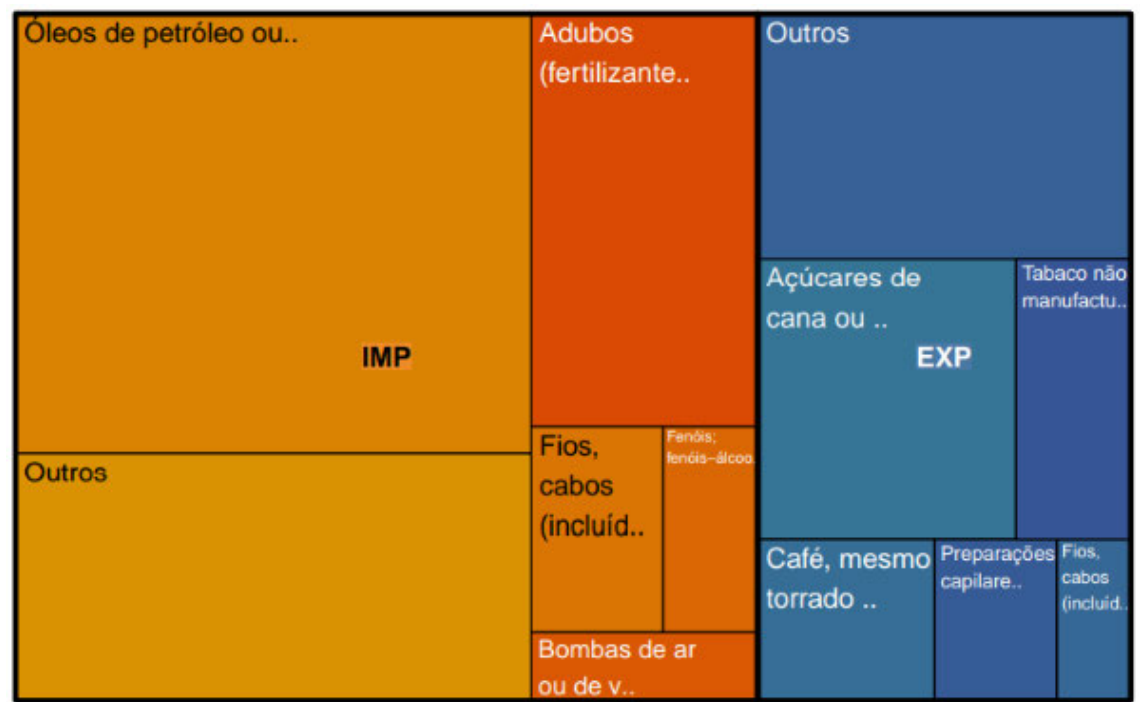 Óleos de petróleo ou..
Adubos
(fertilizante..
Outros
Açúcares de
cana ou ..
Tabaco não
manufactu..
IMP
EXP
Outros
Fios,
cabos
(incluíd..
Fenóis;
fenóis-álcoo.
Café, mesmo
torrado ..
Preparações
capilare..
Fios,
cabos
(incluíd..
Bombas de ar
ou de v..